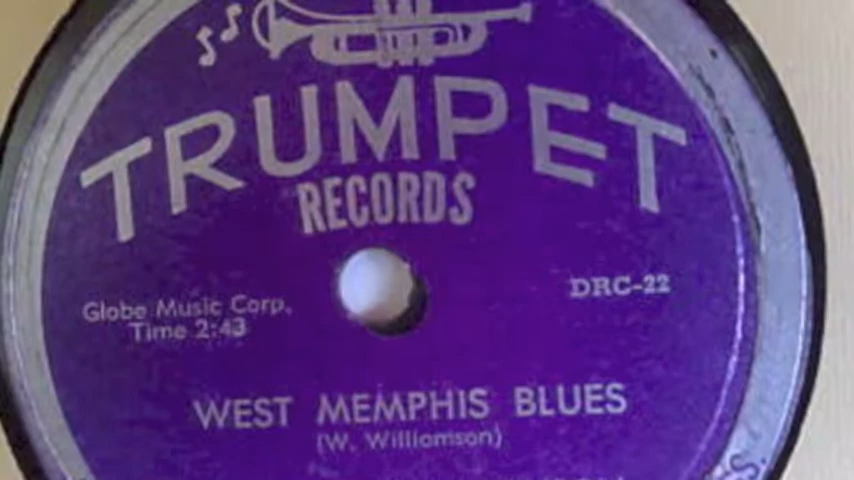 TRUMPET
RECORDS
DRC-22
Globe Music Corp.
Time 2:43
WEST MEMPHIS BLUES
(W. Williamson)